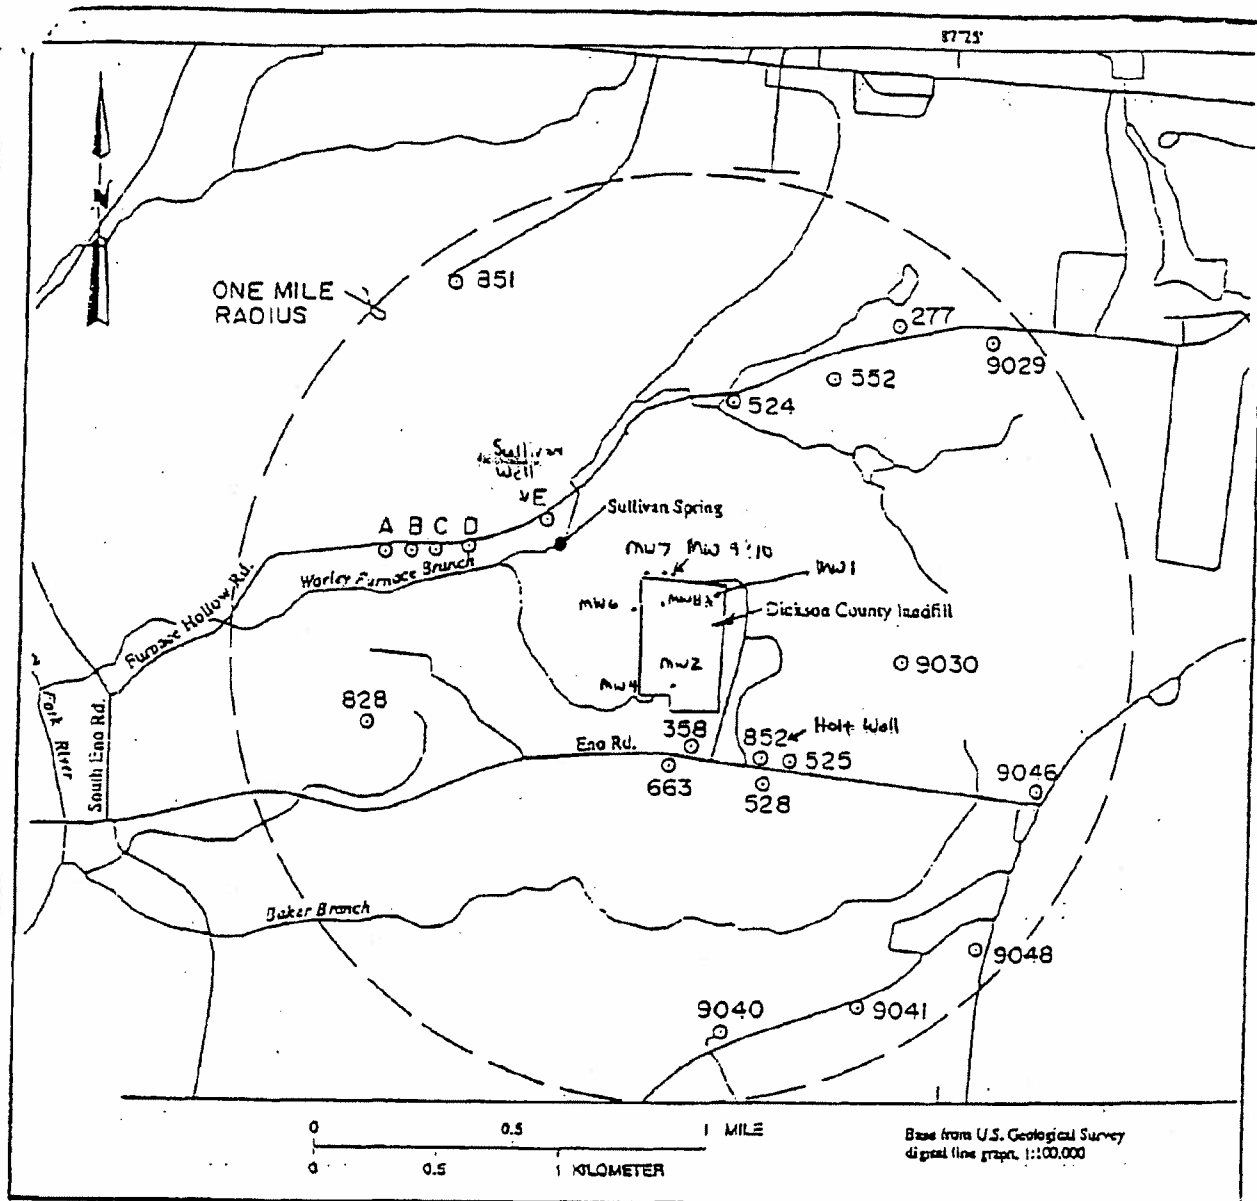 87°25'
N
ONE MILE
RADIUS
851
277
9029
552
524
Sullivan
Well
E
A B C D
Sullivan Spring
Worley Furnace Branch
Furnace Hollow Rd.
MW7 MW 9 10
MW1
MW6
Dickson County landfill
MW2
MW4
9030
828
Fork
River
South Eno Rd.
Eno Rd.
358
663
852
Holt Well
525
528
9046
Baker Branch
9048
9040
9041
0 0.5 1 MILE
0 0.5 1 KILOMETER
Base from U.S. Geological Survey
digital line graph, 1:100,000